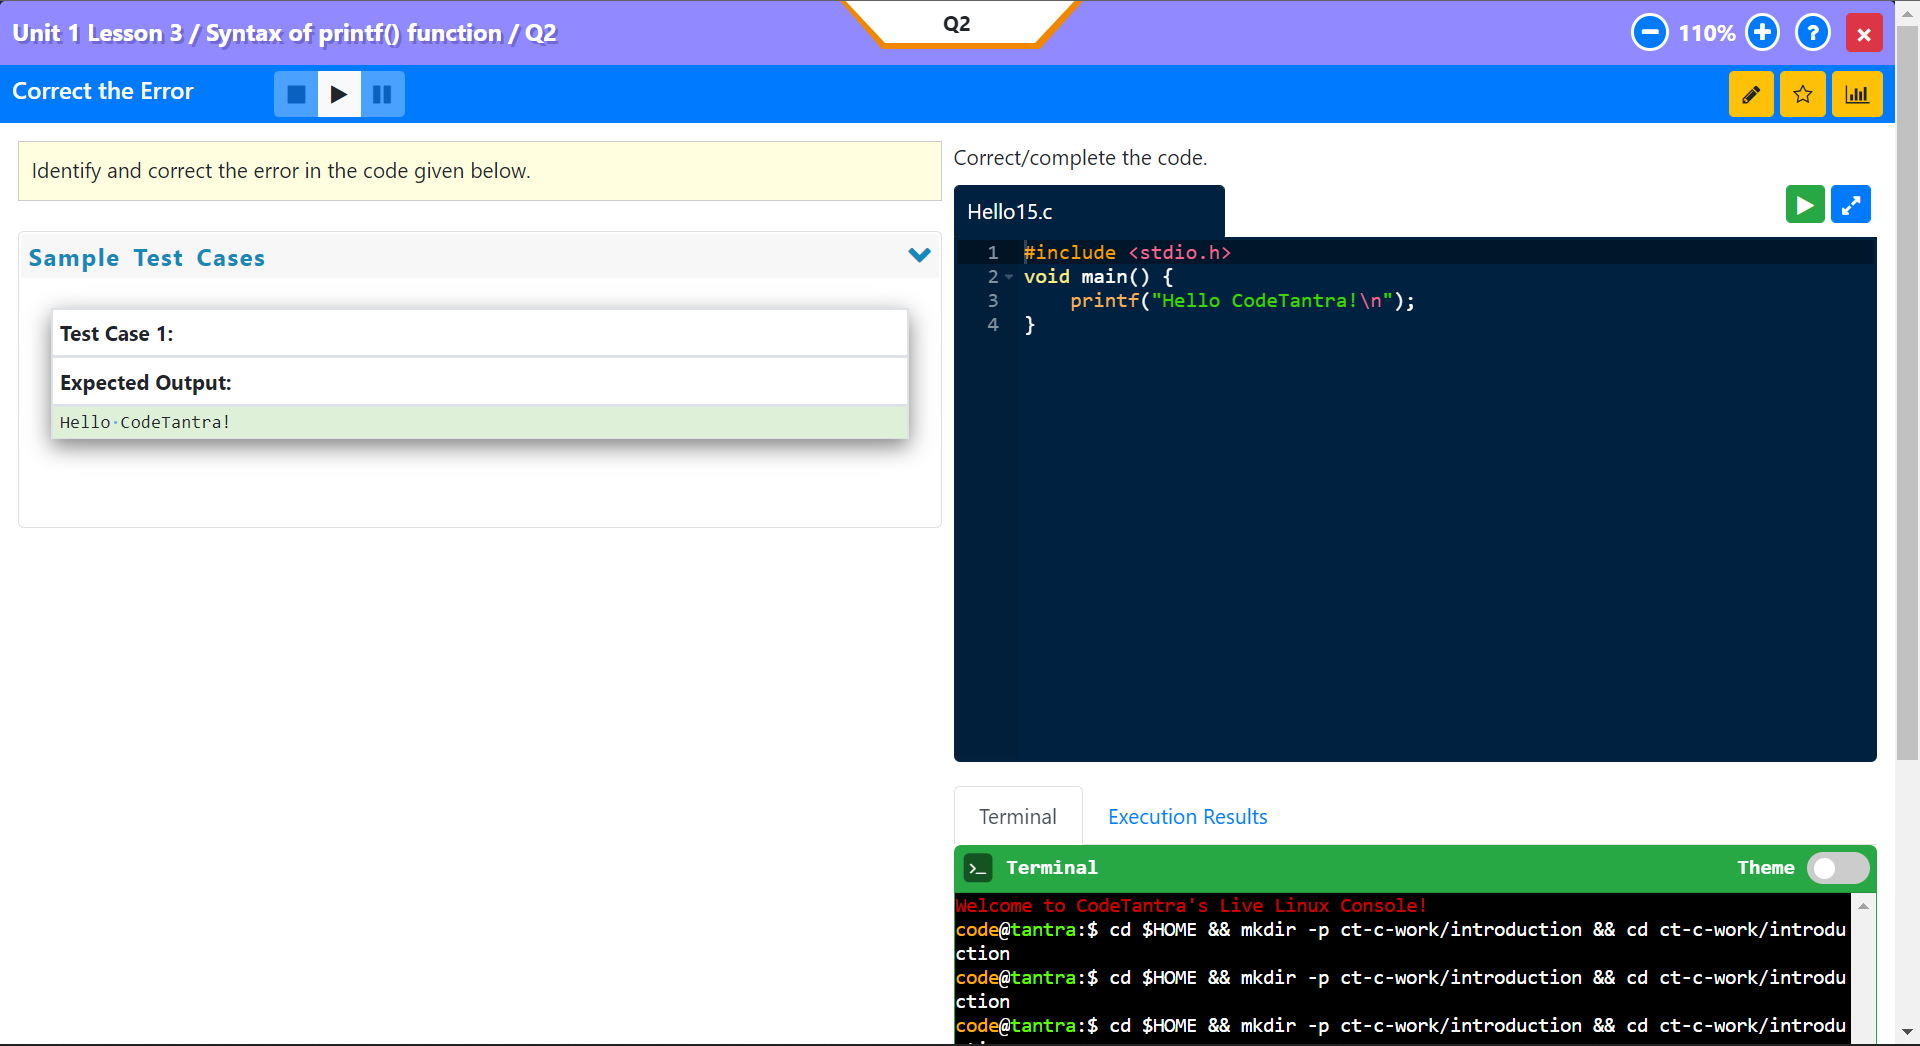 Unit 1 Lesson 3 / Syntax of printf() function / Q2
Q2
110%
?
Correct the Error
Identify and correct the error in the code given below.
Sample Test Cases
Test Case 1:
Expected Output:
Hello·CodeTantra!
Correct/complete the code.
Hello15.c
1 #include <stdio.h>
2 void main() {
3     printf("Hello CodeTantra!\n");
4 }
Terminal
Execution Results
>_ Terminal
Theme
Welcome to CodeTantra's Live Linux Console!
code@tantra:$ cd $HOME && mkdir -p ct-c-work/introduction && cd ct-c-work/introdu
ction
code@tantra:$ cd $HOME && mkdir -p ct-c-work/introduction && cd ct-c-work/introdu
ction
code@tantra:$ cd $HOME && mkdir -p ct-c-work/introduction && cd ct-c-work/introdu